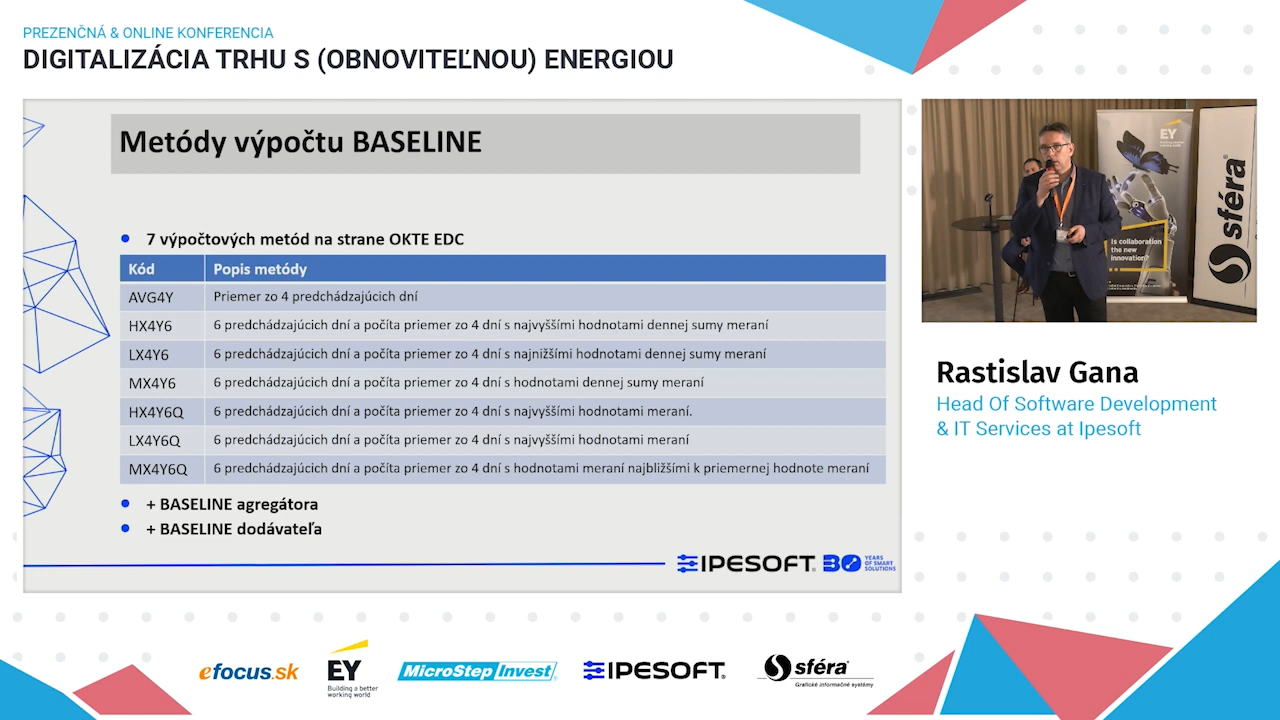 PREZENČNÁ & ONLINE KONFERENCIA
DIGITALIZÁCIA TRHU S (OBNOVITEĽNOU) ENERGIOU
Metódy výpočtu BASELINE
7 výpočtových metód na strane OKTE EDC
Kód Popis metódy
AVG4Y Priemer zo 4 predchádzajúcich dní
HX4Y6 6 predchádzajúcich dní a počíta priemer zo 4 dní s najvyššími hodnotami dennej sumy meraní
LX4Y6 6 predchádzajúcich dní a počíta priemer zo 4 dní s najnižšími hodnotami dennej sumy meraní
MX4Y6 6 predchádzajúcich dní a počíta priemer zo 4 dní s hodnotami dennej sumy meraní
HX4Y6Q 6 predchádzajúcich dní a počíta priemer zo 4 dní s najvyššími hodnotami meraní.
LX4Y6Q 6 predchádzajúcich dní a počíta priemer zo 4 dní s najvyššími hodnotami meraní
MX4Y6Q 6 predchádzajúcich dní a počíta priemer zo 4 dní s hodnotami meraní najbližšími k priemernej hodnote meraní
+ BASELINE agregátora
+ BASELINE dodávateľa
IPESOFT 30 YEARS OF SMART SOLUTIONS
EY
Is collaboration
the new
innovation?
sféra
Rastislav Gana
Head Of Software Development
& IT Services at Ipesoft
efocus.sk
EY
Building a better
working world
MicroStep Invest
IPESOFT
sféra
Grafické informačné systémy